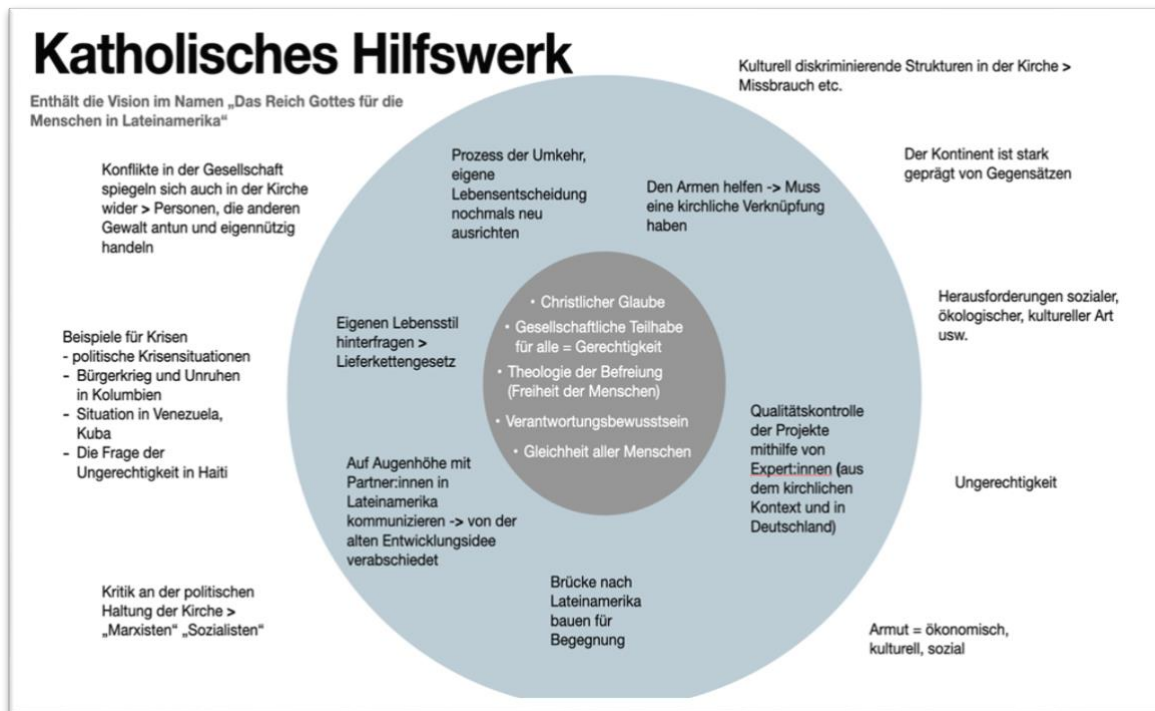 Katholisches Hilfswerk
Enthält die Vision im Namen „Das Reich Gottes für die
Menschen in Lateinamerika“
Kulturell diskriminierende Strukturen in der Kirche >
Missbrauch etc.
Konflikte in der Gesellschaft
spiegeln sich auch in der Kirche
wider > Personen, die anderen
Gewalt antun und eigennützig
handeln
Prozess der Umkehr,
eigene
Lebensentscheidung
nochmals neu
ausrichten
Den Armen helfen -> Muss
eine kirchliche Verknüpfung
haben
Der Kontinent ist stark
geprägt von Gegensätzen
Beispiele für Krisen
- politische Krisensituationen
- Bürgerkrieg und Unruhen
in Kolumbien
- Situation in Venezuela,
Kuba
- Die Frage der
Ungerechtigkeit in Haiti
Eigenen Lebensstil
hinterfragen >
Lieferkettengesetz
• Christlicher Glaube
• Gesellschaftliche Teilhabe
für alle = Gerechtigkeit
• Theologie der Befreiung
(Freiheit der Menschen)
• Verantwortungsbewusstsein
• Gleichheit aller Menschen
Herausforderungen sozialer,
ökologischer, kultureller Art
usw.
Auf Augenhöhe mit
Partner:innen in
Lateinamerika
kommunizieren -> von der
alten Entwicklungsidee
verabschiedet
Qualitätskontrolle
der Projekte
mithilfe von
Expert:innen (aus
dem kirchlichen
Kontext und in
Deutschland)
Ungerechtigkeit
Kritik an der politischen
Haltung der Kirche >
„Marxisten“ „Sozialisten“
Brücke nach
Lateinamerika
bauen für
Begegnung
Armut = ökonomisch,
kulturell, sozial